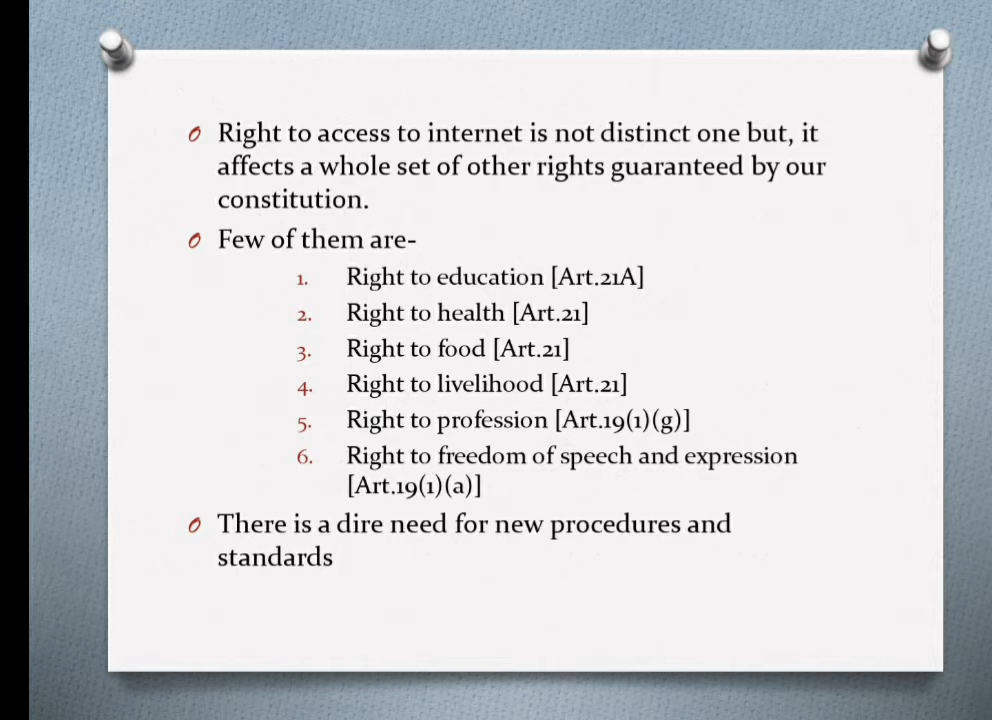 Right to access to internet is not distinct one but, it
affects a whole set of other rights guaranteed by our
constitution.
Few of them are-
1. Right to education [Art.21A]
2. Right to health [Art.21]
3. Right to food [Art.21]
4. Right to livelihood [Art.21]
5. Right to profession [Art.19(1)(g)]
6. Right to freedom of speech and expression
[Art.19(1)(a)]
There is a dire need for new procedures and
standards